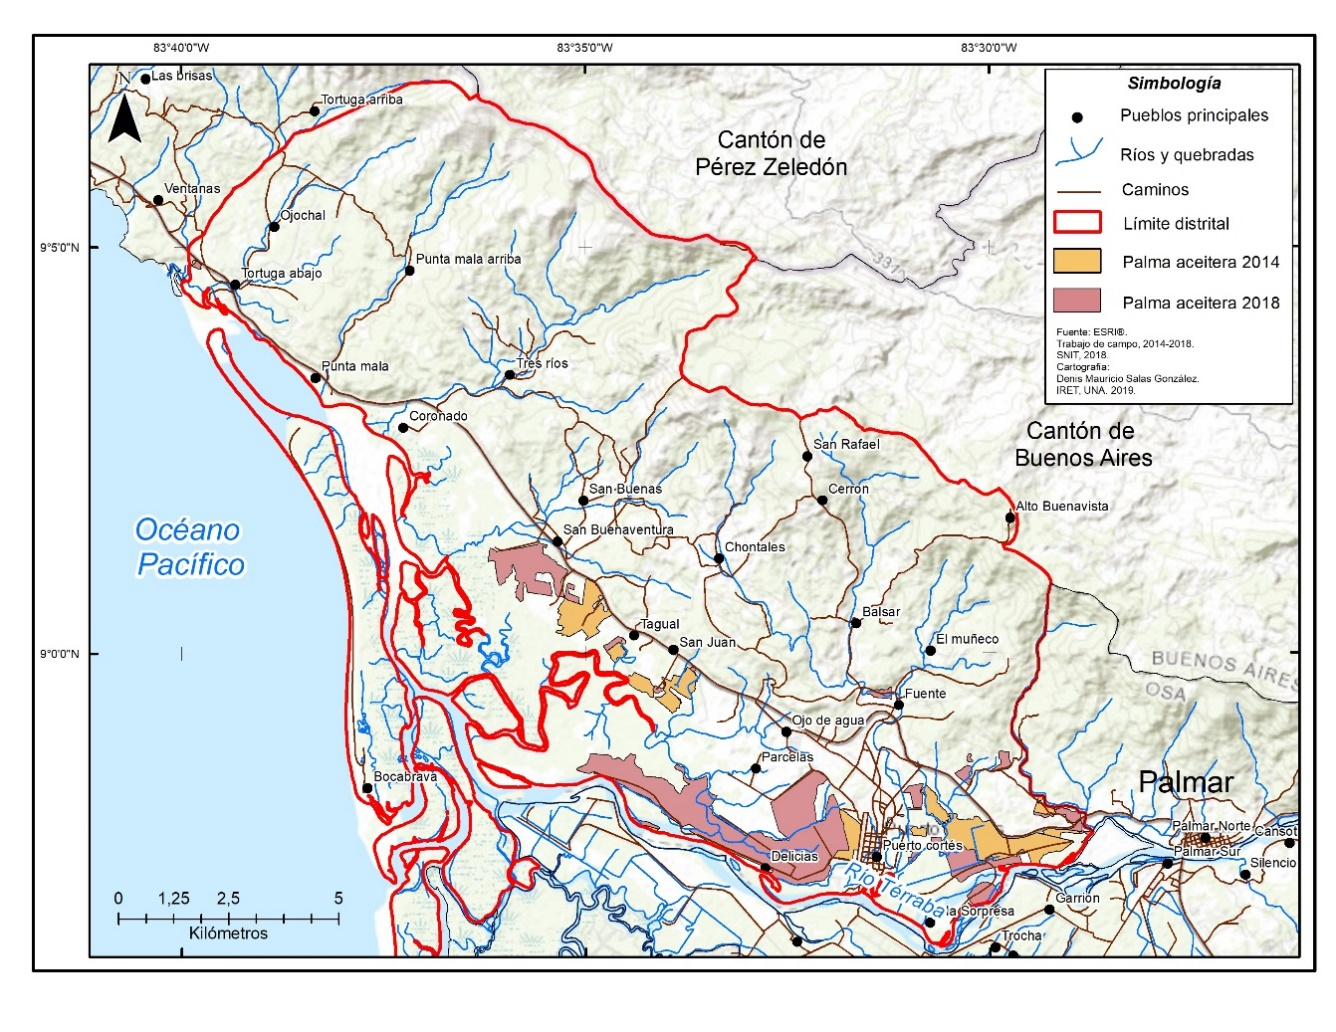 83°40'0"W
83°35'0"W
83°30'0"W
9°5'0"N
9°0'0"N
N
Las brisas
Tortuga arriba
Ventanas
Ojochal
Punta mala arriba
Tortuga abajo
Punta mala
Tres ríos
Coronado
Cantón de
Pérez Zeledón
Simbología
Pueblos principales
Ríos y quebradas
Caminos
Límite distrital
Palma aceitera 2014
Palma aceitera 2018
Fuente: ESRI®.
Trabajo de campo, 2014-2018.
SNIT, 2018.
Cartografía:
Denis Mauricio Salas González.
IRET, UNA. 2019.
Cantón de
Buenos Aires
San Rafael
Cerron
Alto Buenavista
San Buenas
San Buenaventura
Chontales
Océano
Pacífico
Balsar
El muñeco
Tagual
San Juan
BUENOS AIRES
OSA
Fuente
Ojo de agua
Parcelas
Bocabrava
Palmar
Palmar Norte
Cansot
Palmar Sur
Silencio
Puerto cortés
Delicias
Río Térraba
la Sorpresa
Garrión
Trocha
0 1,25 2,5 5
Kilómetros